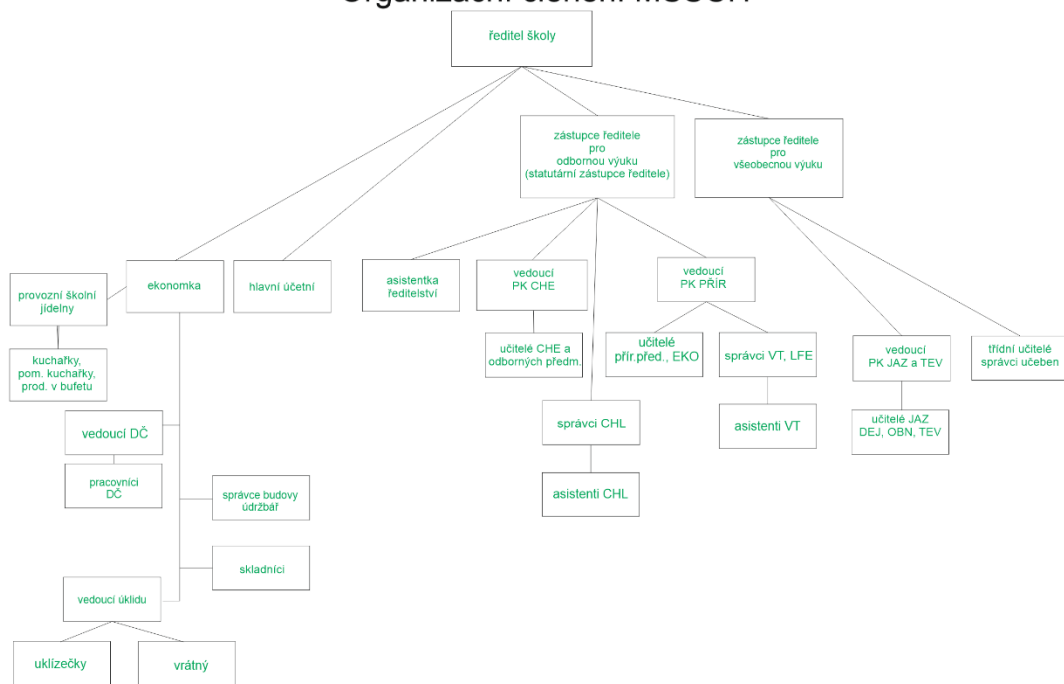 ředitel školy
zástupce ředitele
pro
odbornou výuku
(statutární zástupce ředitele)
zástupce ředitele
pro
všeobecnou výuku
provozní školní
jídelny
ekonomka
hlavní účetní
asistentka
ředitelství
vedoucí
PK CHE
vedoucí
PK PŘÍR
kuchařky,
pom. kuchařky,
prod. v bufetu
učitelé CHE a
odborných předm.
učitelé
přír.před., EKO
správci VT, LFE
vedoucí
PK JAZ a TEV
třídní učitelé
správci učeben
vedoucí DČ
správci CHL
asistenti VT
učitelé JAZ
DEJ, OBN, TEV
pracovníci
DČ
správce budovy
údržbář
asistenti CHL
skladníci
vedoucí úklidu
uklízečky
vrátný